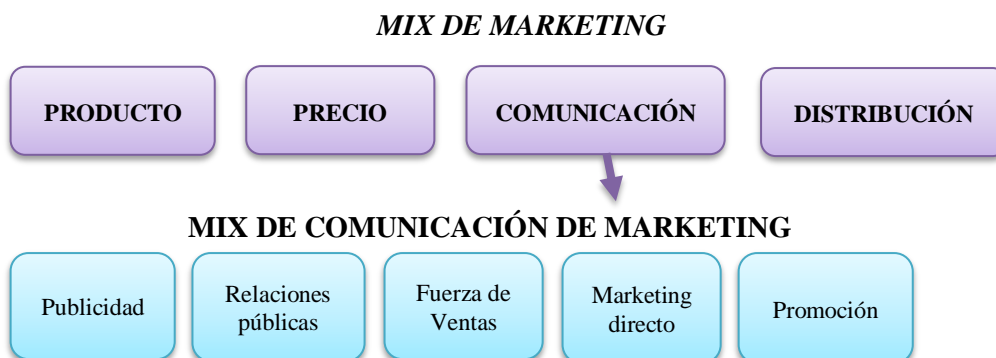 MIX DE MARKETING
PRODUCTO
PRECIO
COMUNICACIÓN
DISTRIBUCIÓN
MIX DE COMUNICACIÓN DE MARKETING
Publicidad
Relaciones
públicas
Fuerza de
Ventas
Marketing
directo
Promoción